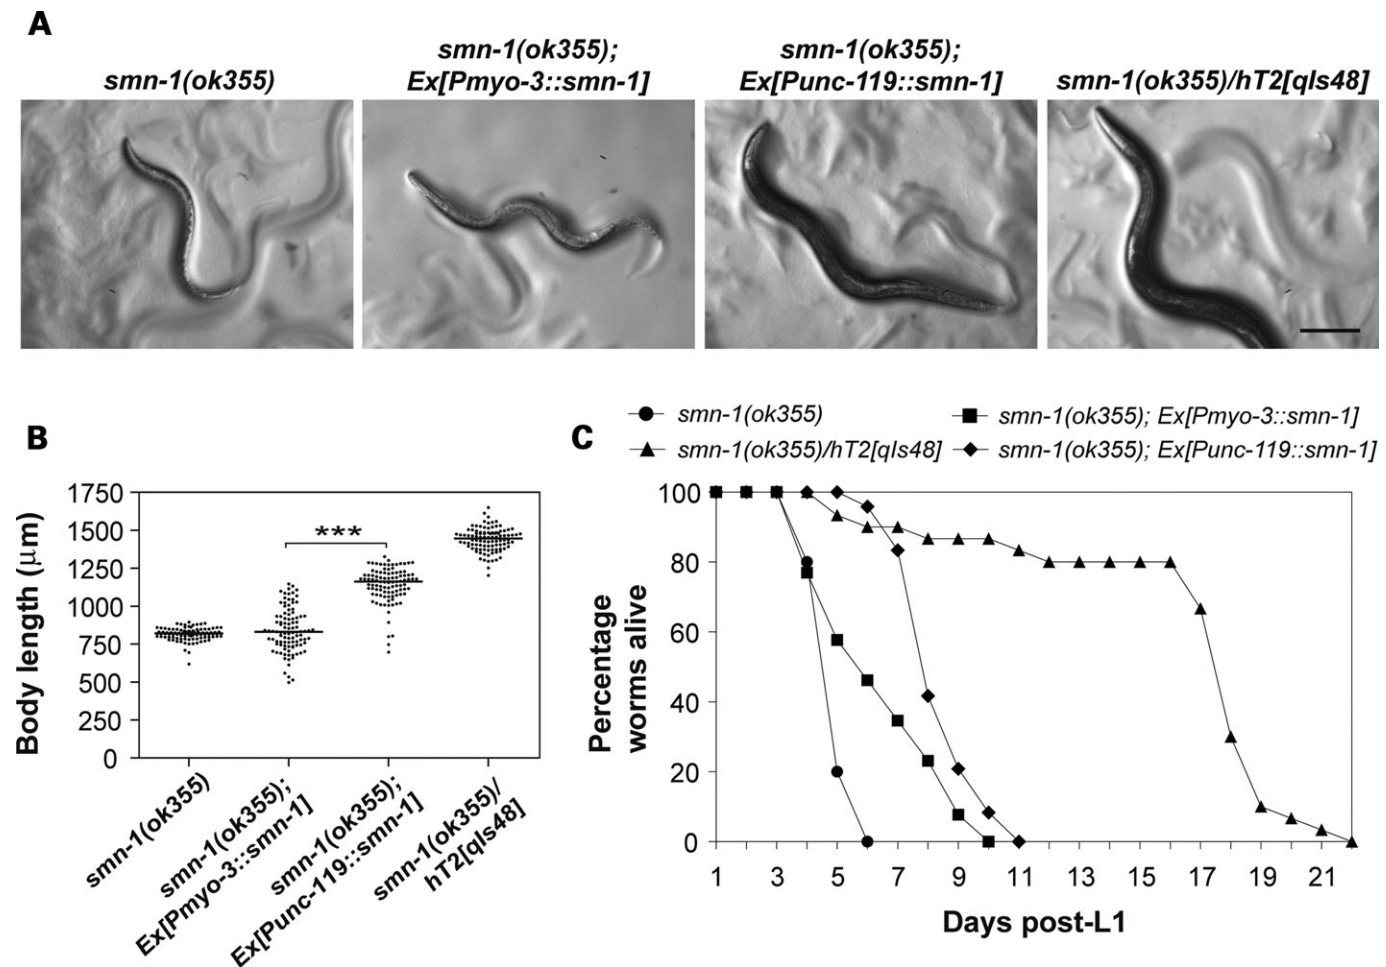 A
smn-1(ok355)
smn-1(ok355);
Ex[Pmyo-3::smn-1]
smn-1(ok355);
Ex[Punc-119::smn-1]
smn-1(ok355)/hT2[qIs48]
B
Body length (μm)
1750
1500
1250
1000
750
500
250
0
***
smn-1(ok355)
smn-1(ok355);
Ex[Pmyo-3::smn-1]
smn-1(ok355);
Ex[Punc-119::smn-1]
smn-1(ok355)/
hT2[qIs48]
C
smn-1(ok355)
smn-1(ok355); Ex[Pmyo-3::smn-1]
smn-1(ok355)/hT2[qIs48]
smn-1(ok355); Ex[Punc-119::smn-1]
Percentage
worms alive
100
80
60
40
20
0
1 3 5 7 9 11 13 15 17 19 21
Days post-L1